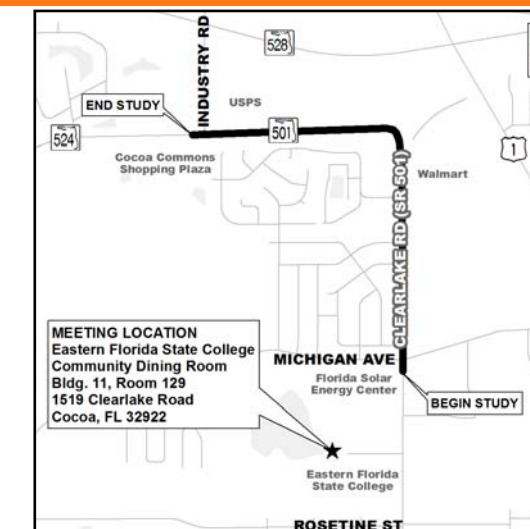 528
INDUSTRY RD
END STUDY
USPS
524
501
1
Cocoa Commons
Shopping Plaza
Walmart
CLEARLAKE RD (SR 501)
MEETING LOCATION
Eastern Florida State College
Community Dining Room
Bldg. 11, Room 129
1519 Clearlake Road
Cocoa, FL 32922
MICHIGAN AVE
Florida Solar
Energy Center
BEGIN STUDY
Eastern Florida
State College
ROSETINE ST